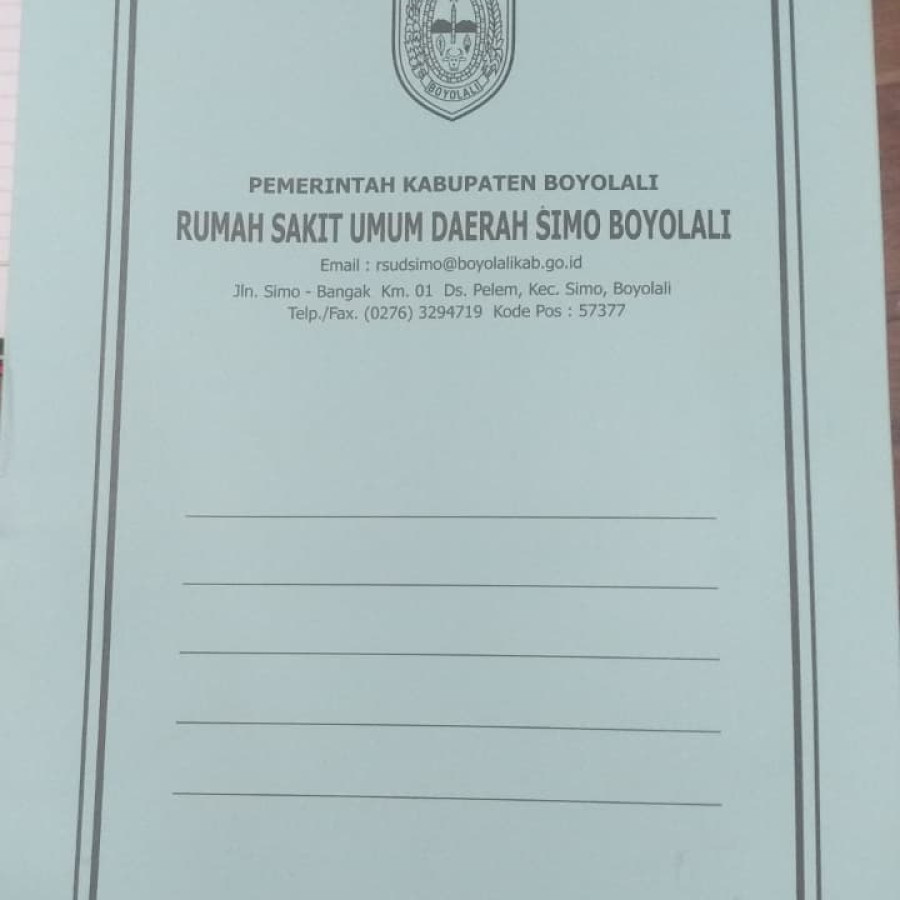 BOYOLALI
PEMERINTAH KABUPATEN BOYOLALI
RUMAH SAKIT UMUM DAERAH SIMO BOYOLALI
Email : rsudsimo@boyolalikab.go.id
Jln. Simo - Bangak Km. 01 Ds. Pelem, Kec. Simo, Boyolali
Telp./Fax. (0276) 3294719 Kode Pos : 57377